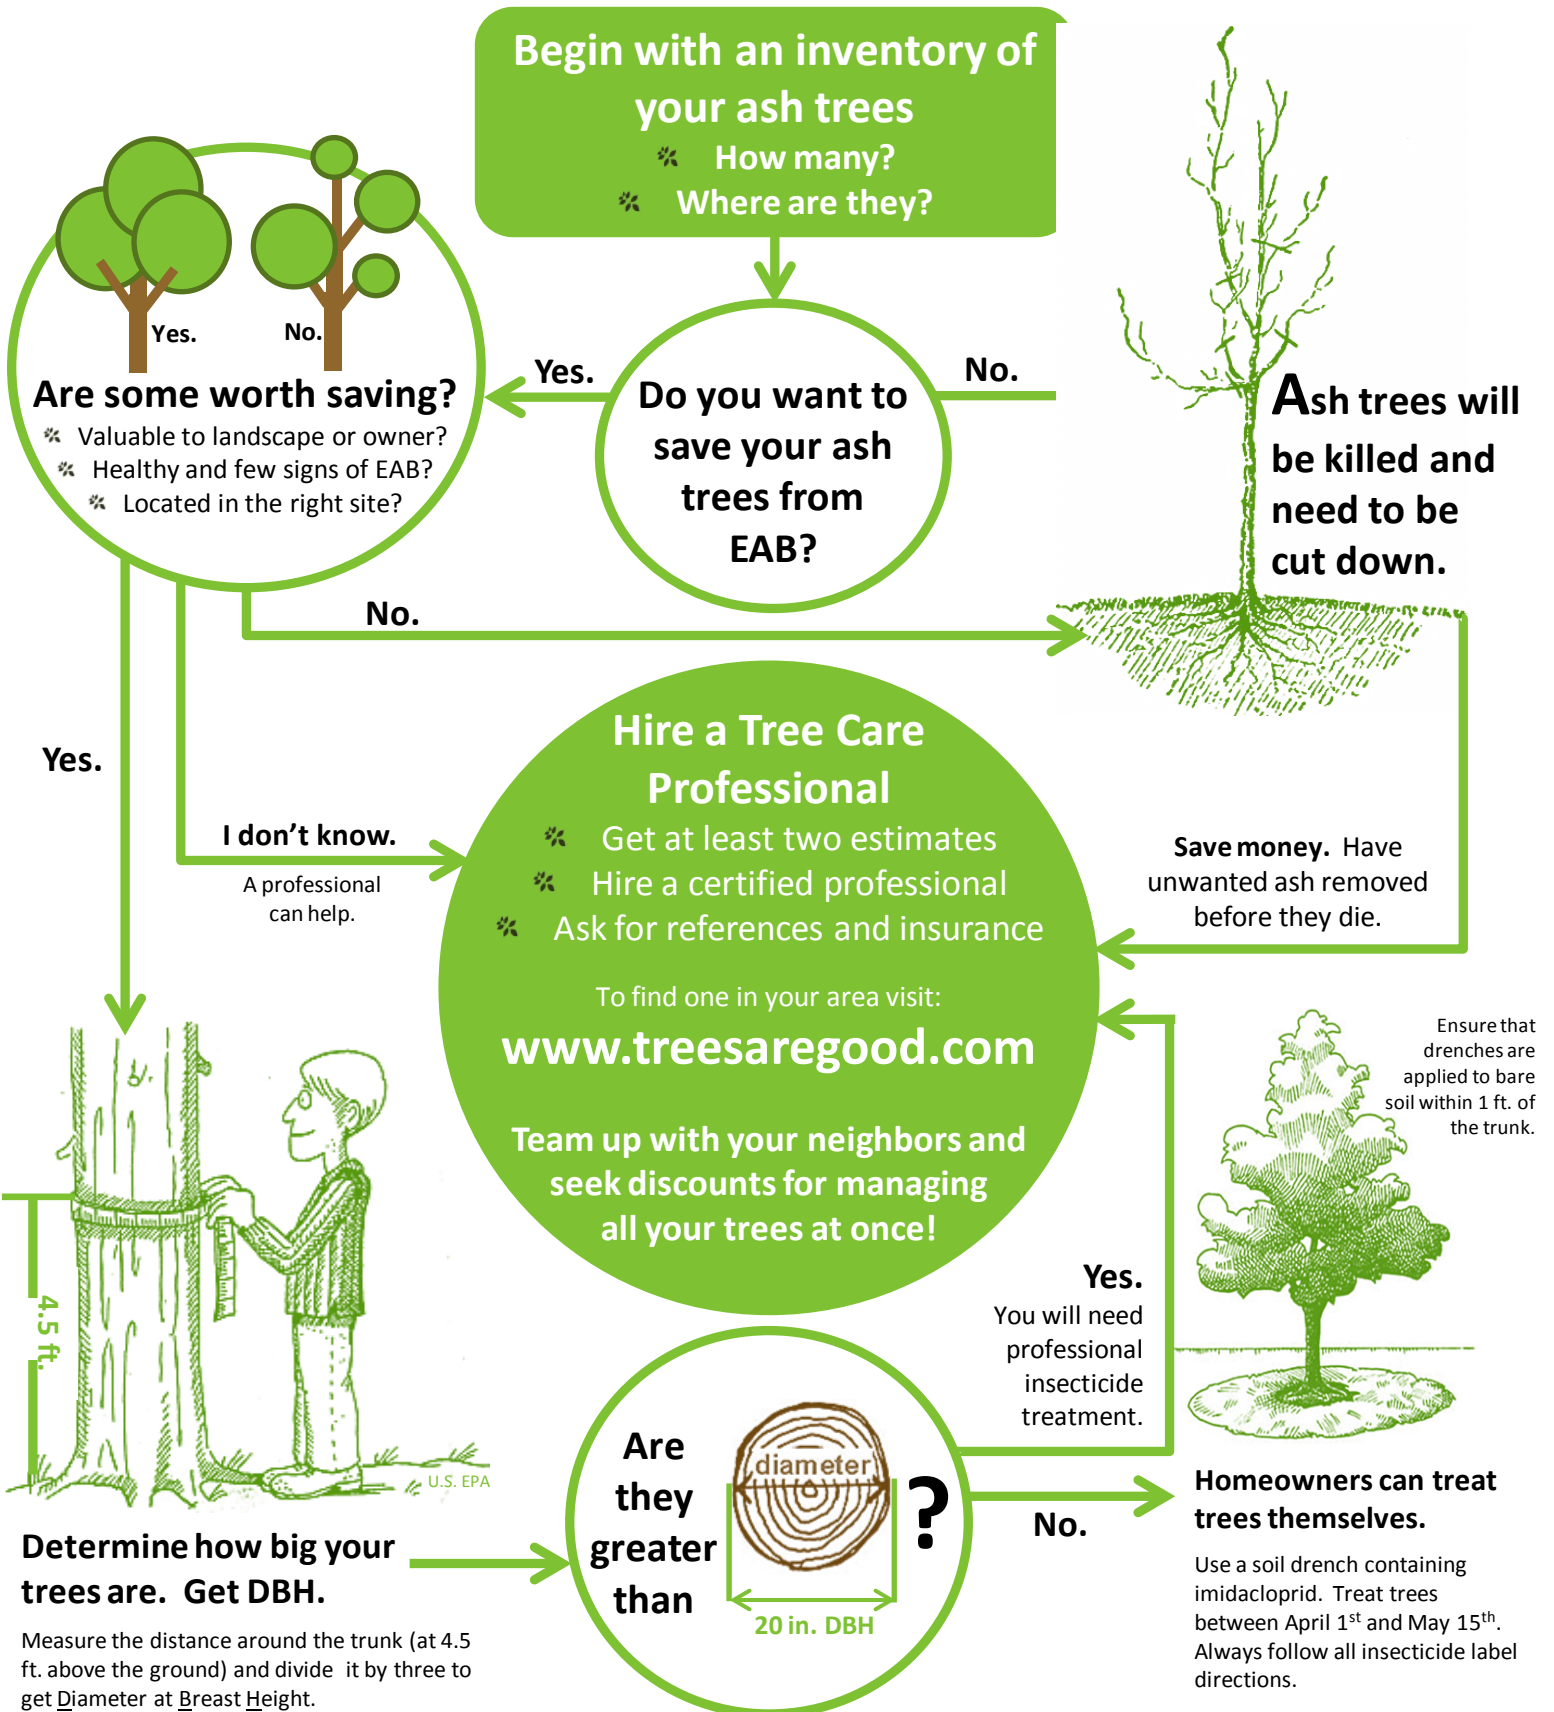 Begin with an inventory of
your ash trees
How many?
Where are they?
Yes.
No.
Are some worth saving?
Valuable to landscape or owner?
Healthy and few signs of EAB?
Located in the right site?
Yes.
Do you want to
save your ash
trees from
EAB?
No.
Ash trees will
be killed and
need to be
cut down.
No.
Yes.
I don't know.
A professional
can help.
Hire a Tree Care
Professional
Get at least two estimates
Hire a certified professional
Ask for references and insurance
To find one in your area visit:
www.treesaregood.com
Team up with your neighbors and
seek discounts for managing
all your trees at once!
Save money. Have
unwanted ash removed
before they die.
Ensure that
drenches are
applied to bare
soil within 1 ft. of
the trunk.
4.5 ft.
U.S. EPA
Determine how big your
trees are. Get DBH.
Measure the distance around the trunk (at 4.5
ft. above the ground) and divide it by three to
get Diameter at Breast Height.
Are
they
greater
than
diameter
?
20 in. DBH
Yes.
You will need
professional
insecticide
treatment.
No.
Homeowners can treat
trees themselves.
Use a soil drench containing
imidacloprid. Treat trees
between April 1st and May 15th.
Always follow all insecticide label
directions.